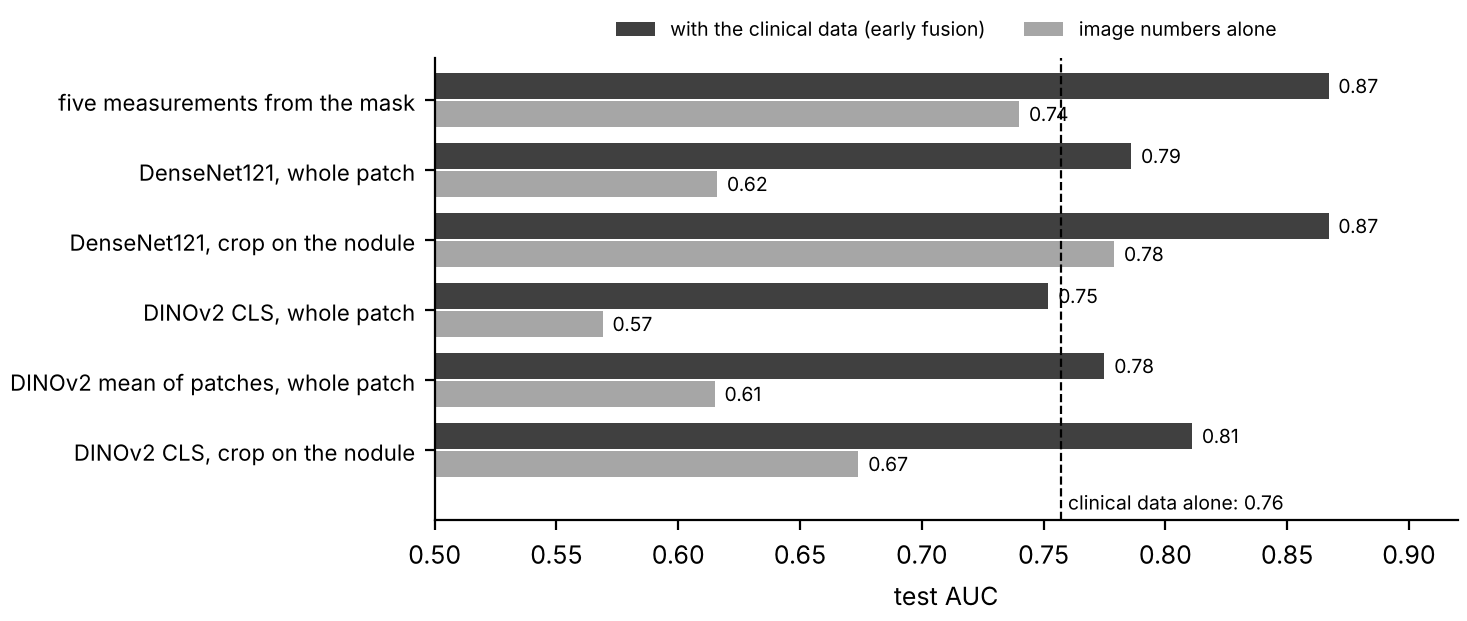 with the clinical data (early fusion) image numbers alone
five measurements from the mask 0.87
0.74
DenseNet121, whole patch 0.79
0.62
DenseNet121, crop on the nodule 0.87
0.78
DINOv2 CLS, whole patch 0.75
0.57
DINOv2 mean of patches, whole patch 0.78
0.61
DINOv2 CLS, crop on the nodule 0.81
0.67
clinical data alone: 0.76
0.50 0.55 0.60 0.65 0.70 0.75 0.80 0.85 0.90
test AUC